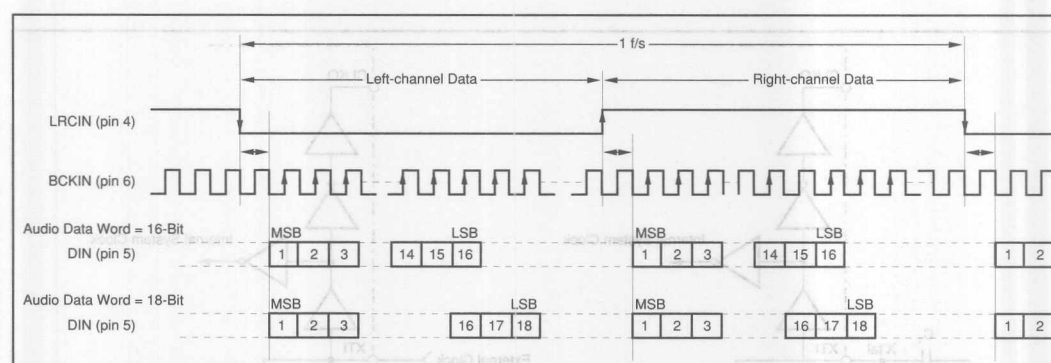 1 f/s
Left-channel Data
Right-channel Data
LRCIN (pin 4)
BCKIN (pin 6)
Audio Data Word = 16-Bit
MSB LSB MSB LSB
DIN (pin 5) 1 2 3 14 15 16 1 2 3 14 15 16 1 2
Audio Data Word = 18-Bit
MSB LSB MSB LSB
DIN (pin 5) 1 2 3 16 17 18 1 2 3 16 17 18 1 2